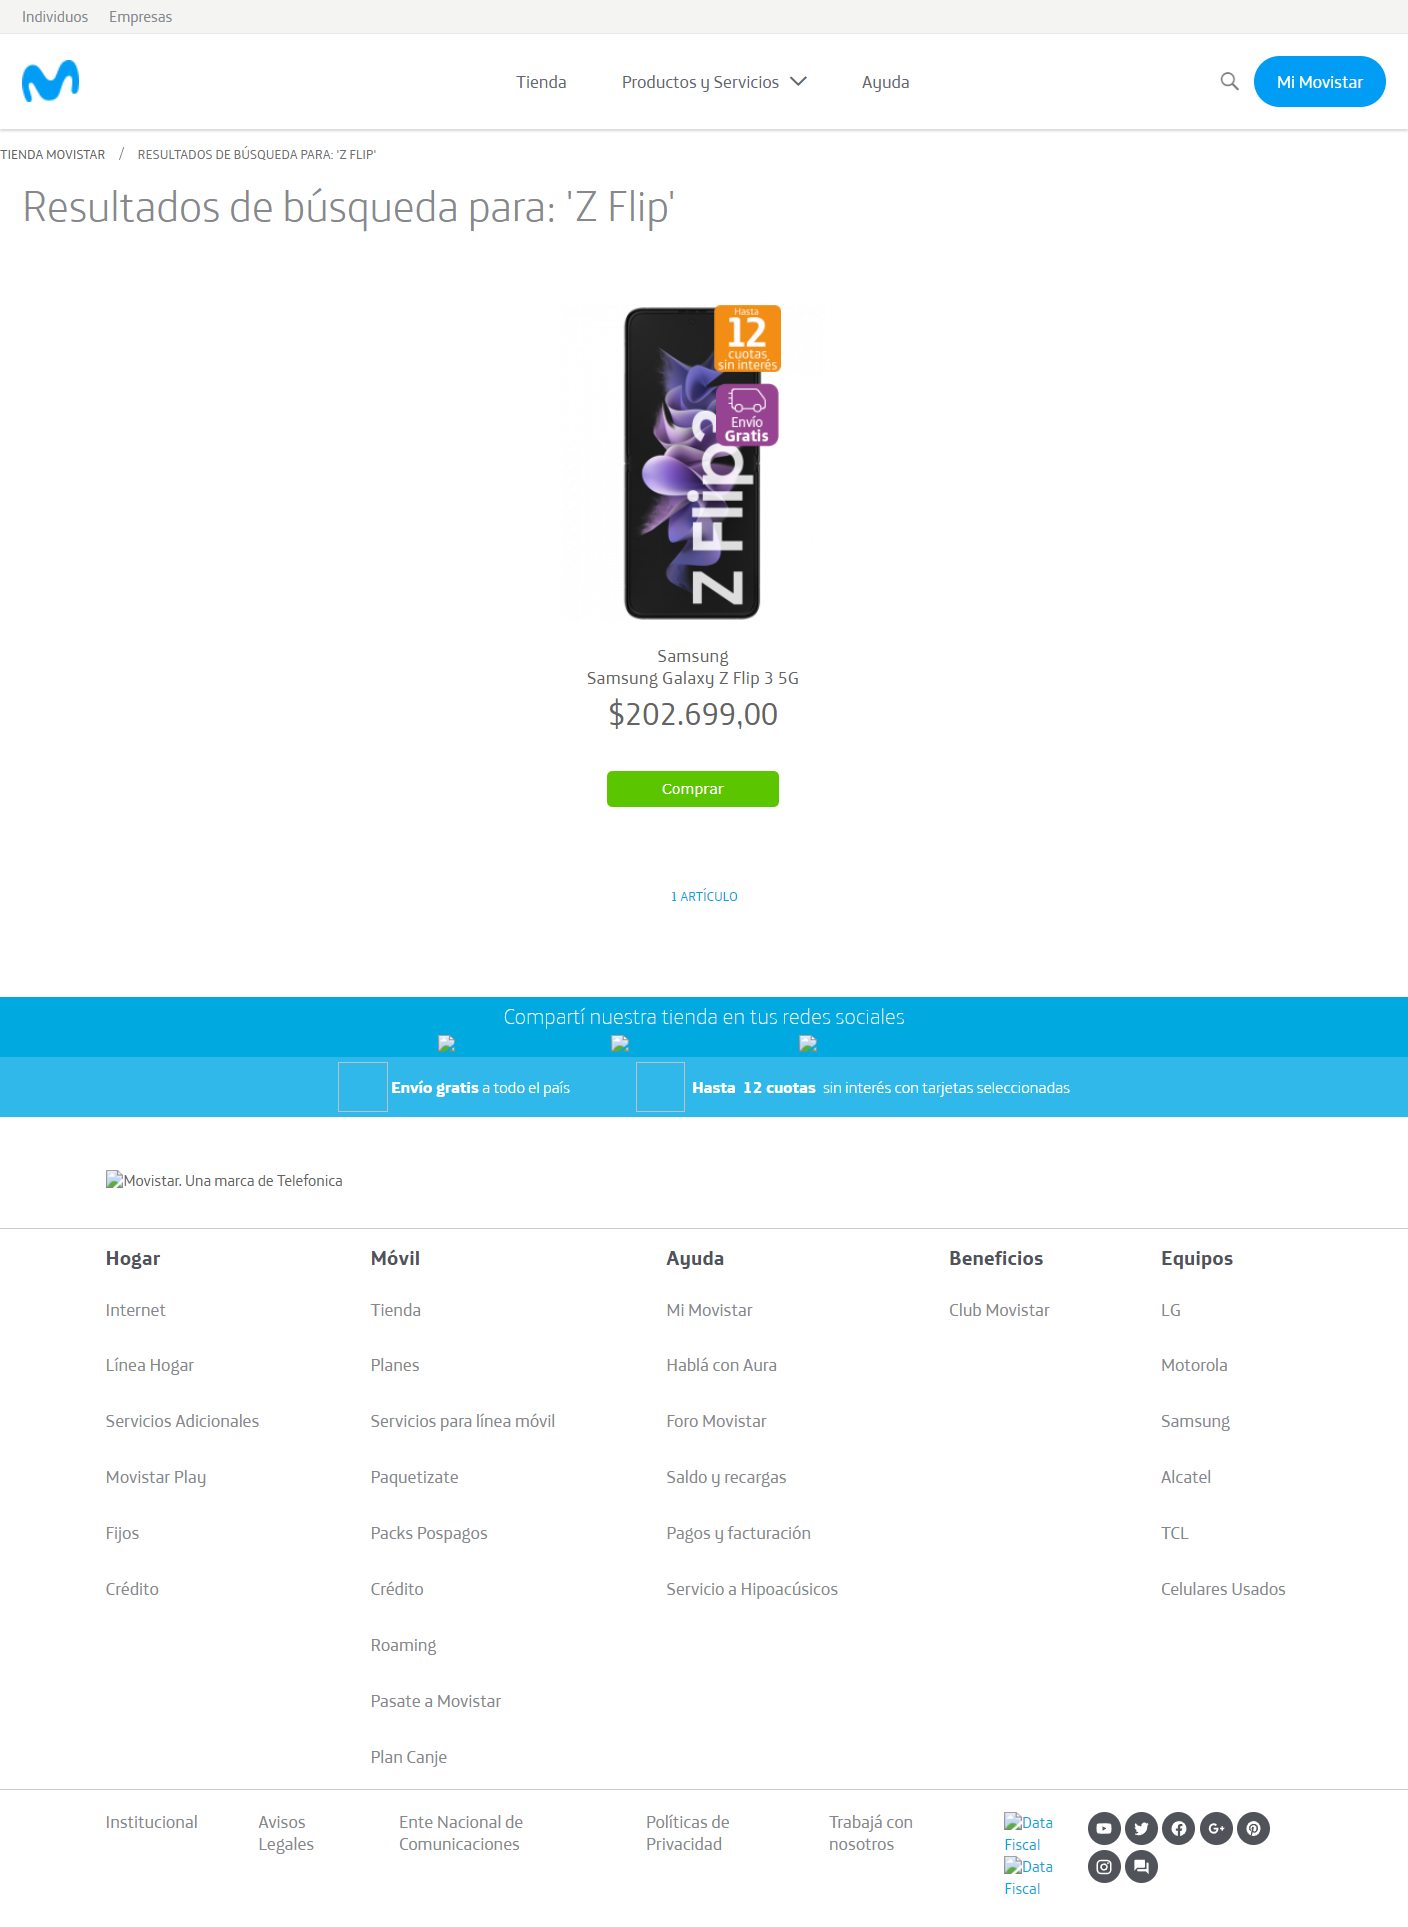 Individuos Empresas
Tienda Productos y Servicios Ayuda Mi Movistar
TIENDA MOVISTAR / RESULTADOS DE BÚSQUEDA PARA: 'Z FLIP'
Resultados de búsqueda para: 'Z Flip'
Hasta
12
cuotas
sin interés
Envío
Gratis
Z Flip3
Samsung
Samsung Galaxy Z Flip 3 5G
$202.699,00
Comprar
1 ARTÍCULO
Compartí nuestra tienda en tus redes sociales
Envío gratis a todo el país Hasta 12 cuotas sin interés con tarjetas seleccionadas
Movistar. Una marca de Telefonica
Hogar Móvil Ayuda Beneficios Equipos
Internet Tienda Mi Movistar Club Movistar LG
Línea Hogar Planes Hablá con Aura Motorola
Servicios Adicionales Servicios para línea móvil Foro Movistar Samsung
Movistar Play Paquetizate Saldo y recargas Alcatel
Fijos Packs Pospagos Pagos y facturación TCL
Crédito Crédito Servicio a Hipoacúsicos Celulares Usados
Roaming
Pasate a Movistar
Plan Canje
Institucional Avisos Ente Nacional de Políticas de Trabajá con Data
Legales Comunicaciones Privacidad nosotros Fiscal
Data
Fiscal